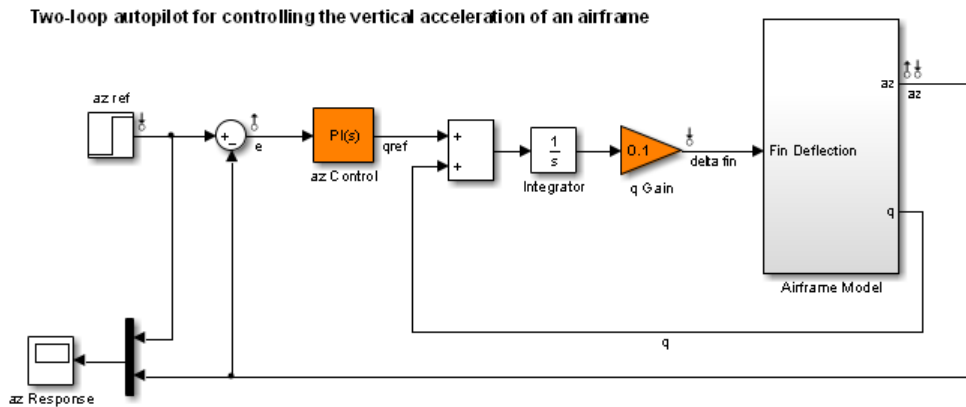 Two-loop autopilot for controlling the vertical acceleration of an airframe
az ref
+
−
e
PI(s)
az Control
qref
+
+
1
s
Integrator
0.1
q Gain
delta fin
Fin Deflection
az
q
Airframe Model
az
q
az Response